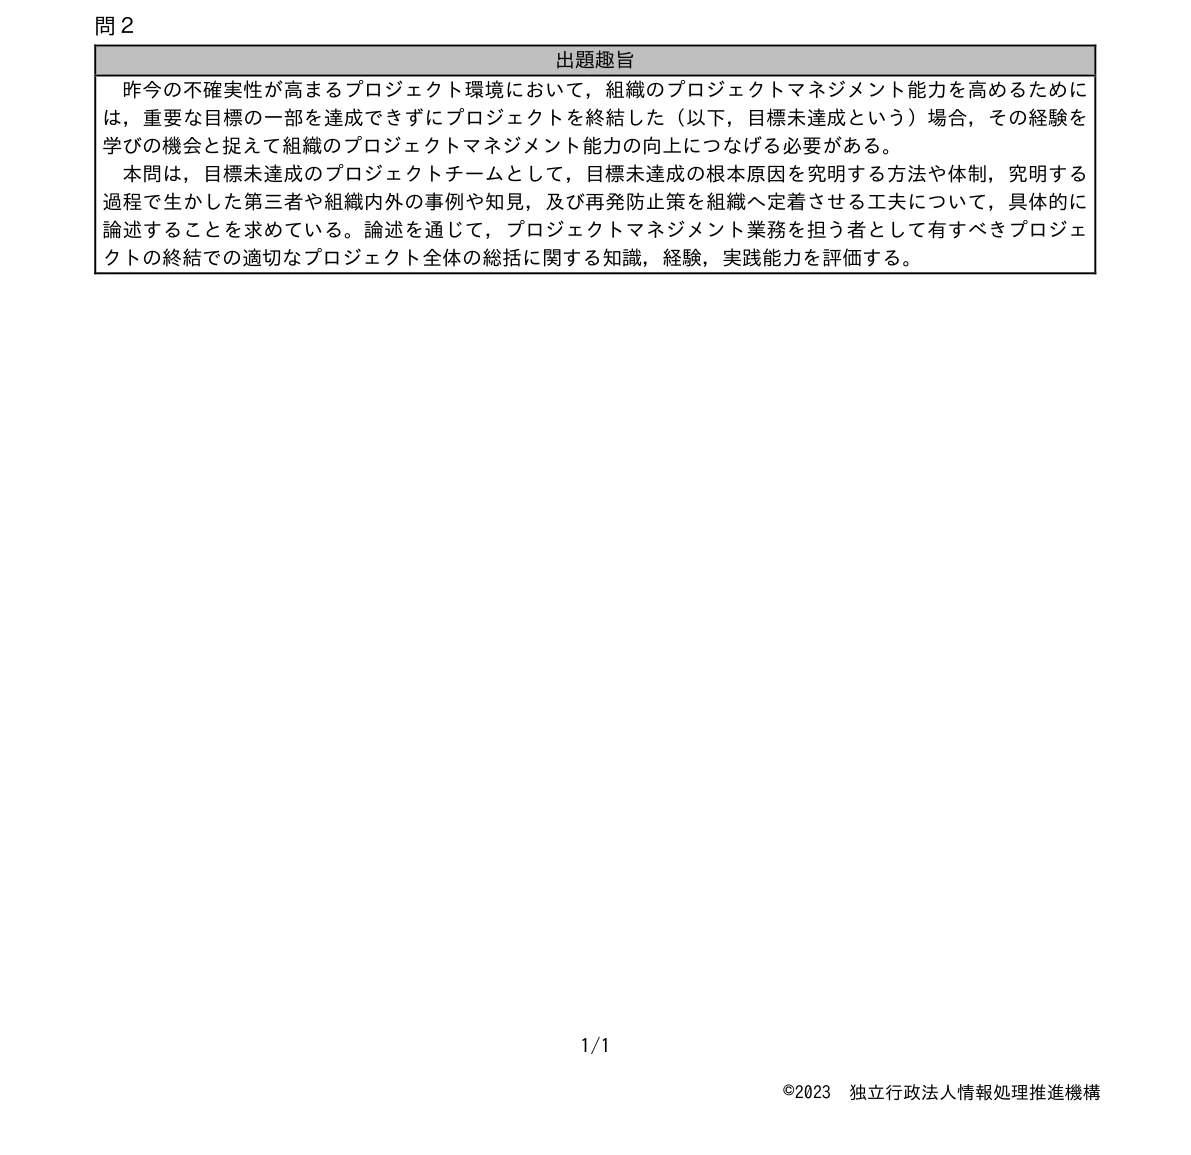 問２
出題趣旨
昨今の不確実性が高まるプロジェクト環境において，組織のプロジェクトマネジメント能力を高めるために
は，重要な目標の一部を達成できずにプロジェクトを終結した（以下，目標未達成という）場合，その経験を
学びの機会と捉えて組織のプロジェクトマネジメント能力の向上につなげる必要がある。
本問は，目標未達成のプロジェクトチームとして，目標未達成の根本原因を究明する方法や体制，究明する
過程で生かした第三者や組織内外の事例や知見，及び再発防止策を組織へ定着させる工夫について，具体的に
論述することを求めている。論述を通じて，プロジェクトマネジメント業務を担う者として有すべきプロジェ
クトの終結での適切なプロジェクト全体の総括に関する知識，経験，実践能力を評価する。
1/1
©2023　独立行政法人情報処理推進機構